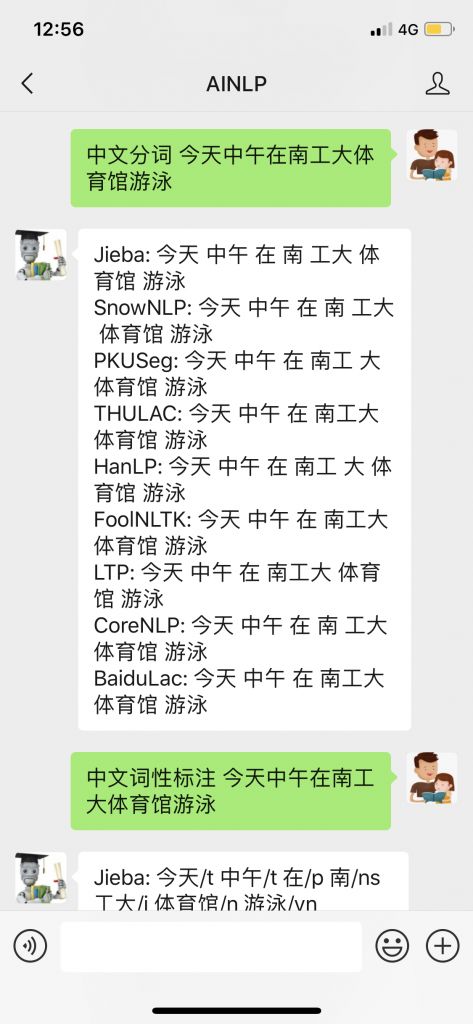 12:56
4G
AINLP
中文分词 今天中午在南工大体
育馆游泳
Jieba: 今天 中午 在 南 工大 体
育馆 游泳
SnowNLP: 今天 中午 在 南 工大
体育馆 游泳
PKUSeg: 今天 中午 在 南工 大
体育馆 游泳
THULAC: 今天 中午 在 南工大
体育馆 游泳
HanLP: 今天 中午 在 南工 大 体
育馆 游泳
FoolNLTK: 今天 中午 在 南工大
体育馆 游泳
LTP: 今天 中午 在 南工大 体育
馆 游泳
CoreNLP: 今天 中午 在 南 工大
体育馆 游泳
BaiduLac: 今天 中午 在 南工大
体育馆 游泳
中文词性标注 今天中午在南工
大体育馆游泳
Jieba: 今天/t 中午/t 在/p 南/ns
工大/j 体育馆/n 游泳/vn